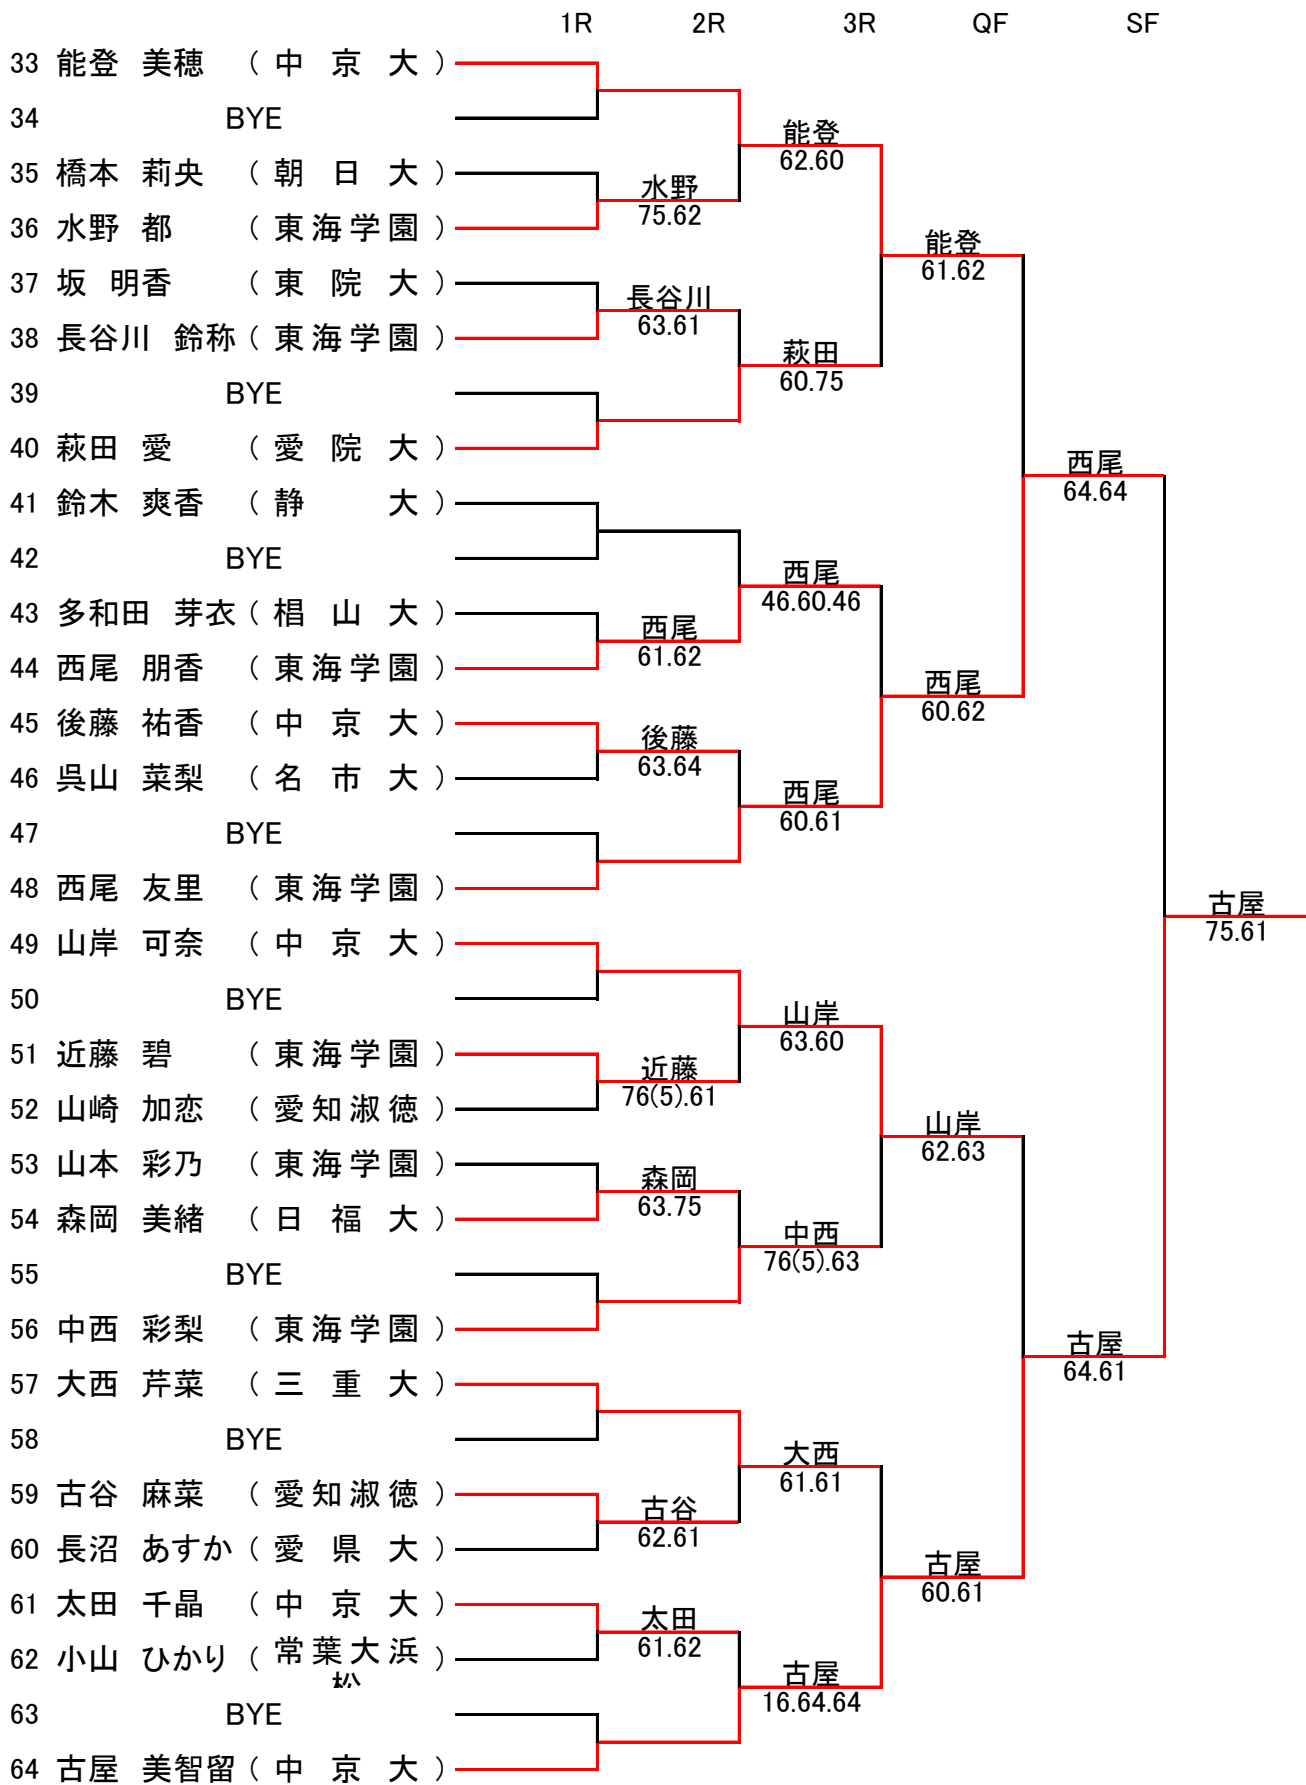 1R 2R 3R QF SF
33 能登 美穂 ( 中 京 大 )
34 BYE
能登
62.60
35 橋本 莉央 ( 朝 日 大 )
水野
75.62
36 水野 都 ( 東海学園 )
能登
61.62
37 坂 明香 ( 東 院 大 )
長谷川
63.61
38 長谷川 鈴称 ( 東海学園 )
萩田
60.75
39 BYE
40 萩田 愛 ( 愛 院 大 )
西尾
64.64
41 鈴木 爽香 ( 静 大 )
42 BYE
西尾
46.60.46
43 多和田 芽衣 ( 椙 山 大 )
西尾
61.62
44 西尾 朋香 ( 東海学園 )
西尾
60.62
45 後藤 祐香 ( 中 京 大 )
後藤
63.64
46 呉山 菜梨 ( 名 市 大 )
西尾
60.61
47 BYE
48 西尾 友里 ( 東海学園 )
古屋
75.61
49 山岸 可奈 ( 中 京 大 )
50 BYE
山岸
63.60
51 近藤 碧 ( 東海学園 )
近藤
76(5).61
52 山崎 加恋 ( 愛知淑徳 )
山岸
62.63
53 山本 彩乃 ( 東海学園 )
森岡
63.75
54 森岡 美緒 ( 日 福 大 )
中西
76(5).63
55 BYE
56 中西 彩梨 ( 東海学園 )
古屋
64.61
57 大西 芹菜 ( 三 重 大 )
58 BYE
大西
61.61
59 古谷 麻菜 ( 愛知淑徳 )
古谷
62.61
60 長沼 あすか ( 愛 県 大 )
古屋
60.61
61 太田 千晶 ( 中 京 大 )
太田
61.62
62 小山 ひかり ( 常葉大浜松 )
古屋
16.64.64
63 BYE
64 古屋 美智留 ( 中 京 大 )